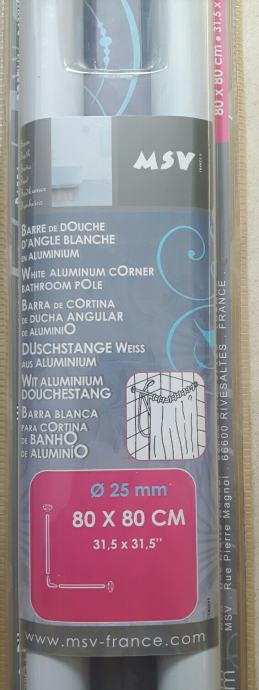 80 x 80 cm • 31,5 x
MSV
FRANCE
BARRE DE DOUCHE
D'ANGLE BLANCHE
EN ALUMINIUM
WHITE ALUMINUM CORNER
BATHROOM POLE
BARRA DE CORTINA
DE DUCHA ANGULAR
DE ALUMINIO
DUSCHSTANGE WEISS
AUS ALUMINIUM
WIT ALUMINIUM
DOUCHESTANG
BARRA BLANCA
PARA CORTINA
DE BANHO
DE ALUMINIO
Ø 25 mm
80 X 80 CM
31,5 x 31,5"
www.msv-france.com
MSV . Rue Pierre Magnol . 66600 RIVESALTES - FRANCE .